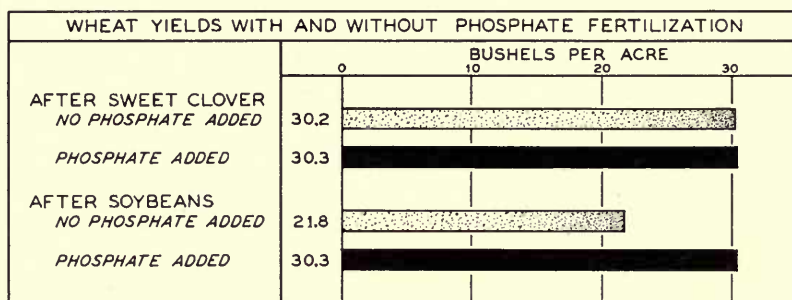 WHEAT YIELDS WITH AND WITHOUT PHOSPHATE FERTILIZATION
BUSHELS PER ACRE
0 10 20 30
AFTER SWEET CLOVER
NO PHOSPHATE ADDED 30.2
PHOSPHATE ADDED 30.3
AFTER SOYBEANS
NO PHOSPHATE ADDED 21.8
PHOSPHATE ADDED 30.3